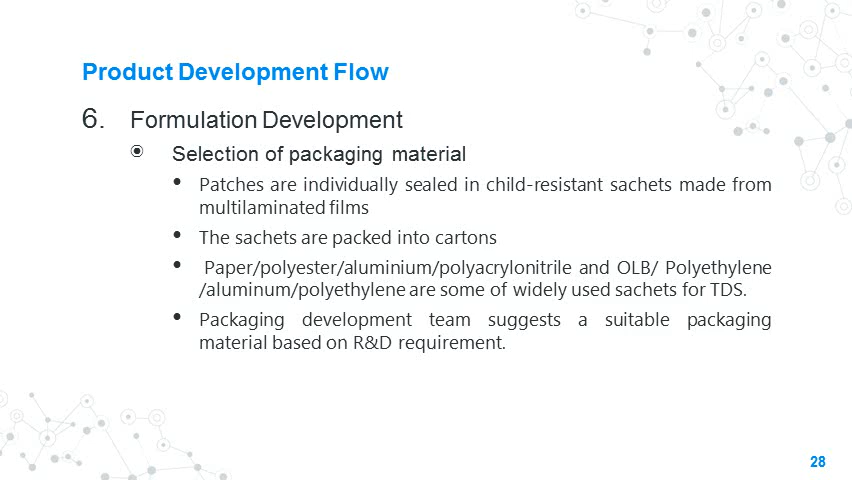 Product Development Flow
6. Formulation Development
Selection of packaging material
• Patches are individually sealed in child-resistant sachets made from
multilaminated films
• The sachets are packed into cartons
• Paper/polyester/aluminium/polyacrylonitrile and OLB/ Polyethylene
/aluminum/polyethylene are some of widely used sachets for TDS.
• Packaging development team suggests a suitable packaging
material based on R&D requirement.
28